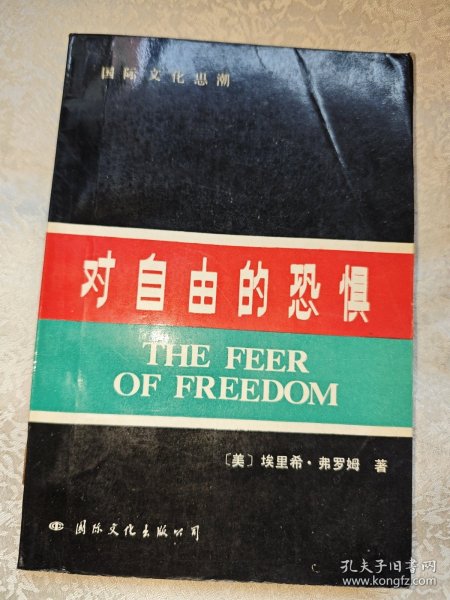 国际文化思潮
对自由的恐惧
THE FEER
OF FREEDOM
〔美〕埃里希·弗罗姆 著
国际文化出版公司
孔夫子旧书网
www.kongfz.com